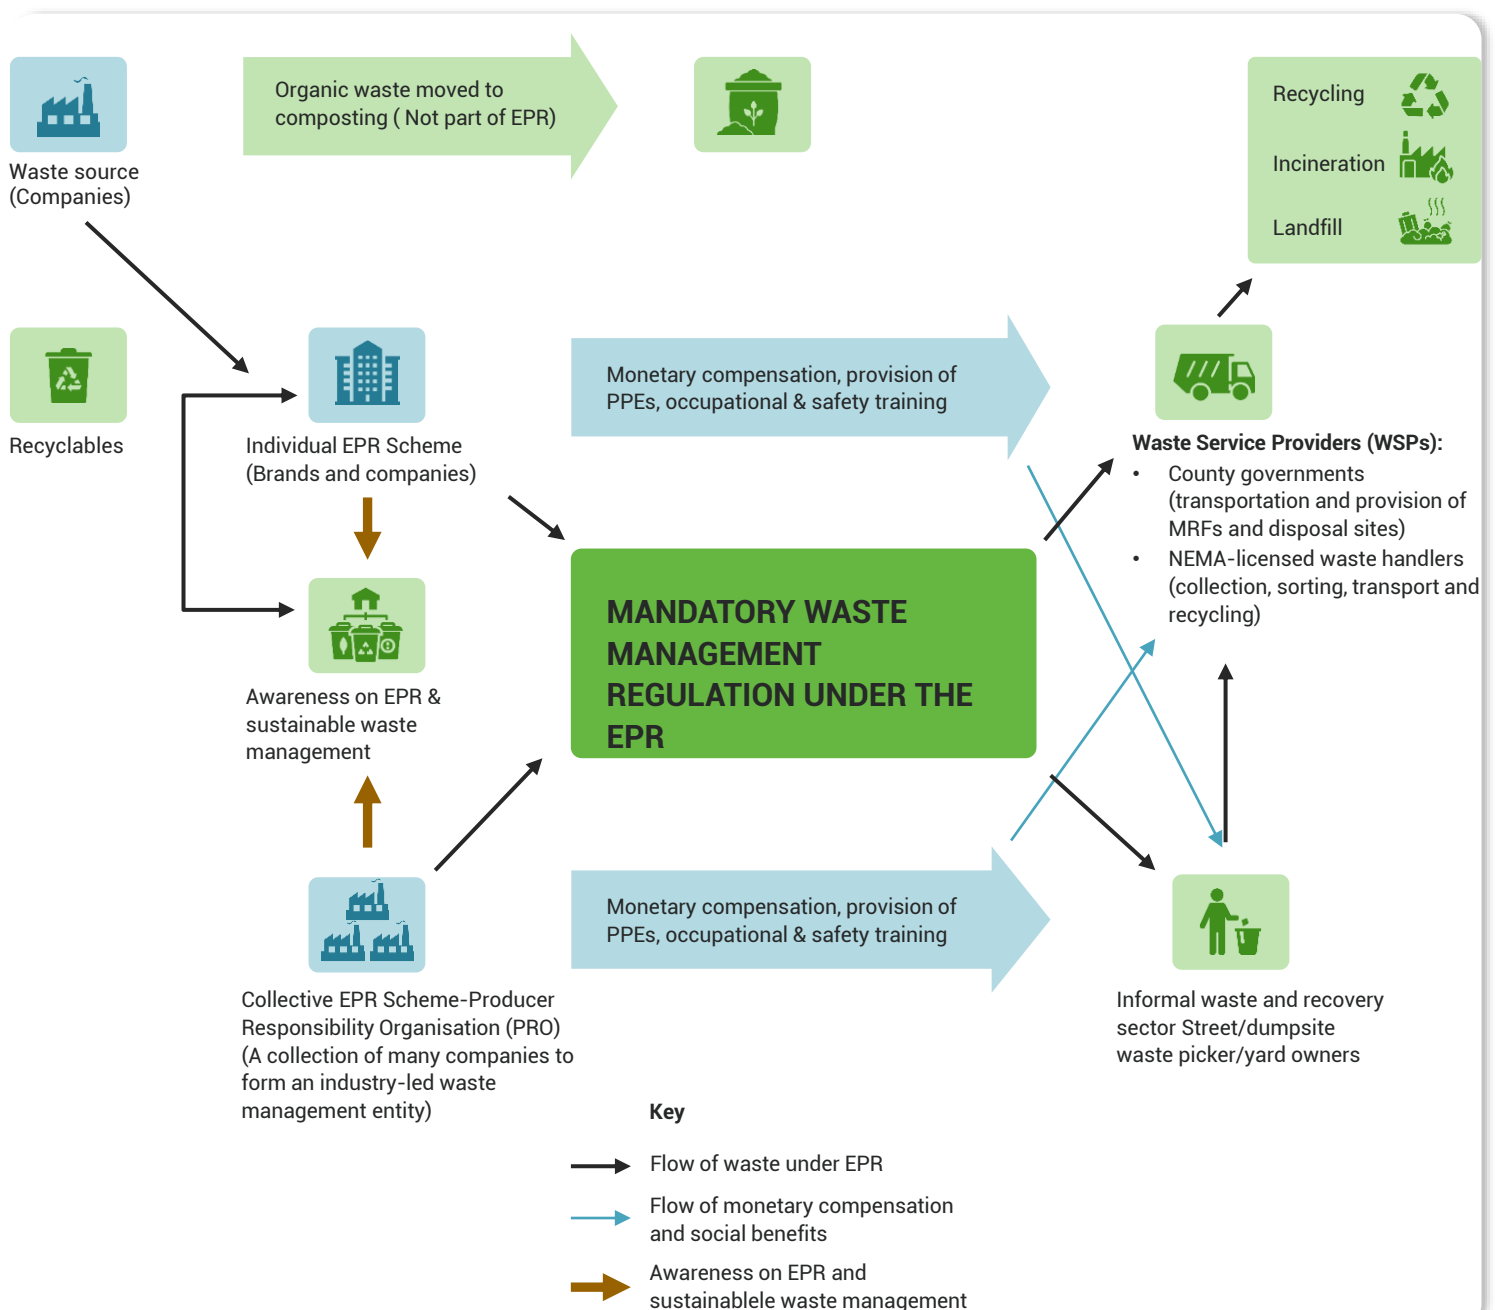 Organic waste moved to
composting ( Not part of EPR)
Recycling
Incineration
Landfill
Waste source
(Companies)
Recyclables
Individual EPR Scheme
(Brands and companies)
Monetary compensation, provision of
PPEs, occupational & safety training
Waste Service Providers (WSPs):
• County governments
(transportation and provision of
MRFs and disposal sites)
• NEMA-licensed waste handlers
(collection, sorting, transport and
recycling)
MANDATORY WASTE
MANAGEMENT
REGULATION UNDER THE
EPR
Awareness on EPR &
sustainable waste
management
Monetary compensation, provision of
PPEs, occupational & safety training
Collective EPR Scheme-Producer
Responsibility Organisation (PRO)
(A collection of many companies to
form an industry-led waste
management entity)
Informal waste and recovery
sector Street/dumpsite
waste picker/yard owners
Key
Flow of waste under EPR
Flow of monetary compensation
and social benefits
Awareness on EPR and
sustainablele waste management